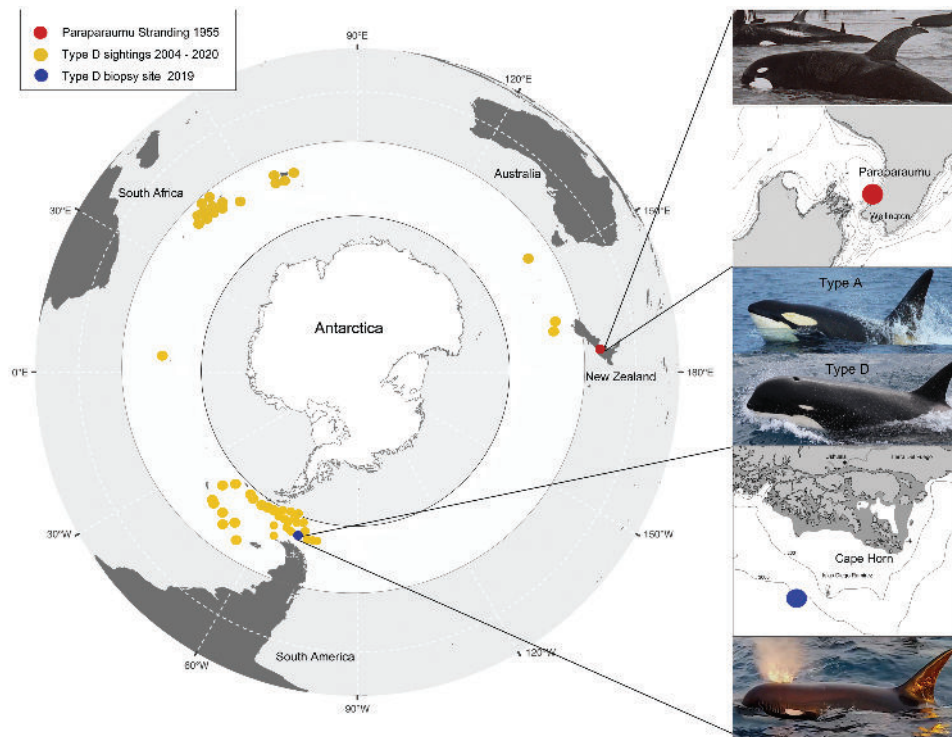 Paraparaumu Stranding 1955
Type D sightings 2004 - 2020
Type D biopsy site 2019
90°E
120°E
South Africa
Australia
30°E
150°E
Paraparaumu
Wellington
Antarctica
Type A
0°E
New Zealand
180°E
Type D
30°W
150°W
Cape Horn
60°W
South America
120°W
-90°W